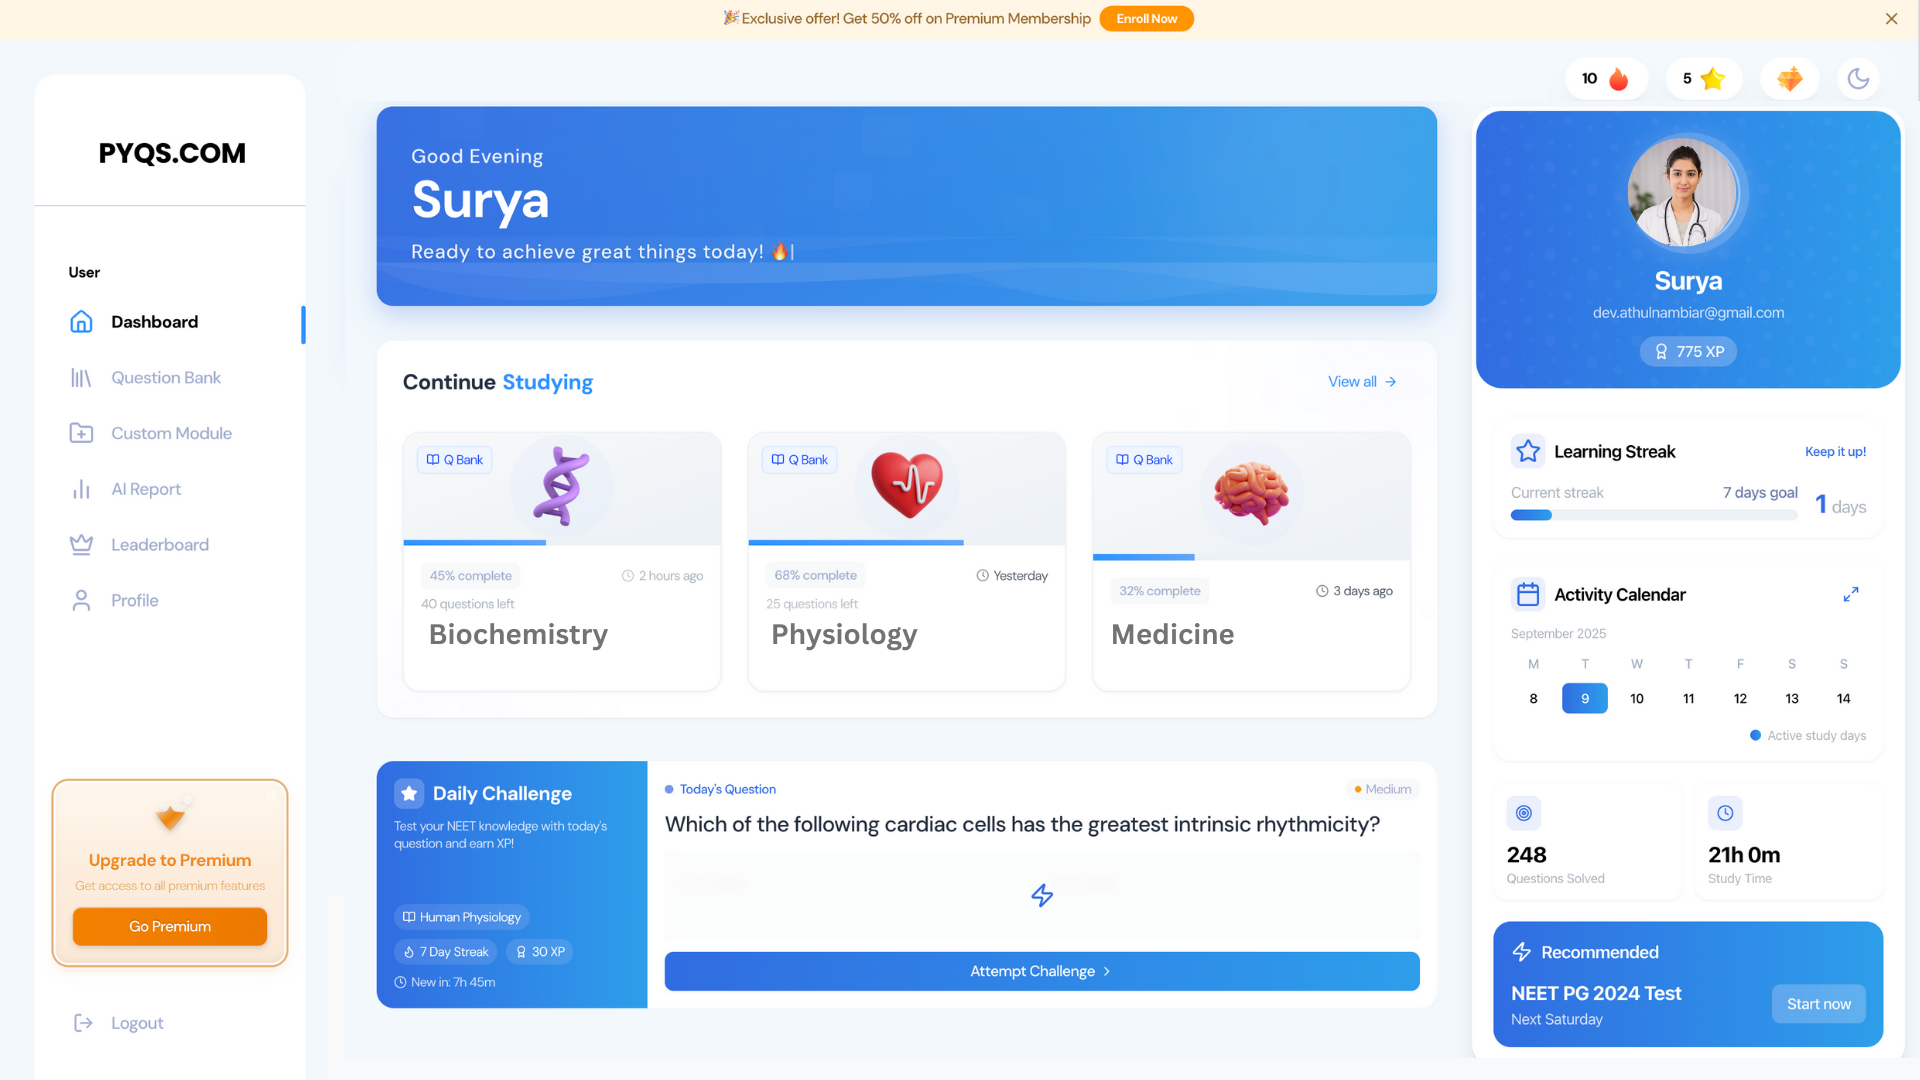 🎉Exclusive offer! Get 50% off on Premium Membership
Enroll Now
10
5
PYQS.COM
User
Dashboard
Question Bank
Custom Module
AI Report
Leaderboard
Profile
Upgrade to Premium
Get access to all premium features
Go Premium
Logout
Good Evening
Surya
Ready to achieve great things today! 🔥|
Continue Studying
View all
Q Bank
45% complete
2 hours ago
40 questions left
Biochemistry
Q Bank
68% complete
Yesterday
25 questions left
Physiology
Q Bank
32% complete
3 days ago
Medicine
Daily Challenge
Test your NEET knowledge with today's
question and earn XP!
Human Physiology
7 Day Streak
30 XP
New in: 7h 45m
Today's Question
Medium
Which of the following cardiac cells has the greatest intrinsic rhythmicity?
Attempt Challenge
Surya
dev.athulnambiar@gmail.com
775 XP
Learning Streak
Keep it up!
Current streak
7 days goal
1 days
Activity Calendar
September 2025
M T W T F S S
8 9 10 11 12 13 14
Active study days
248
Questions Solved
21h 0m
Study Time
Recommended
NEET PG 2024 Test
Next Saturday
Start now